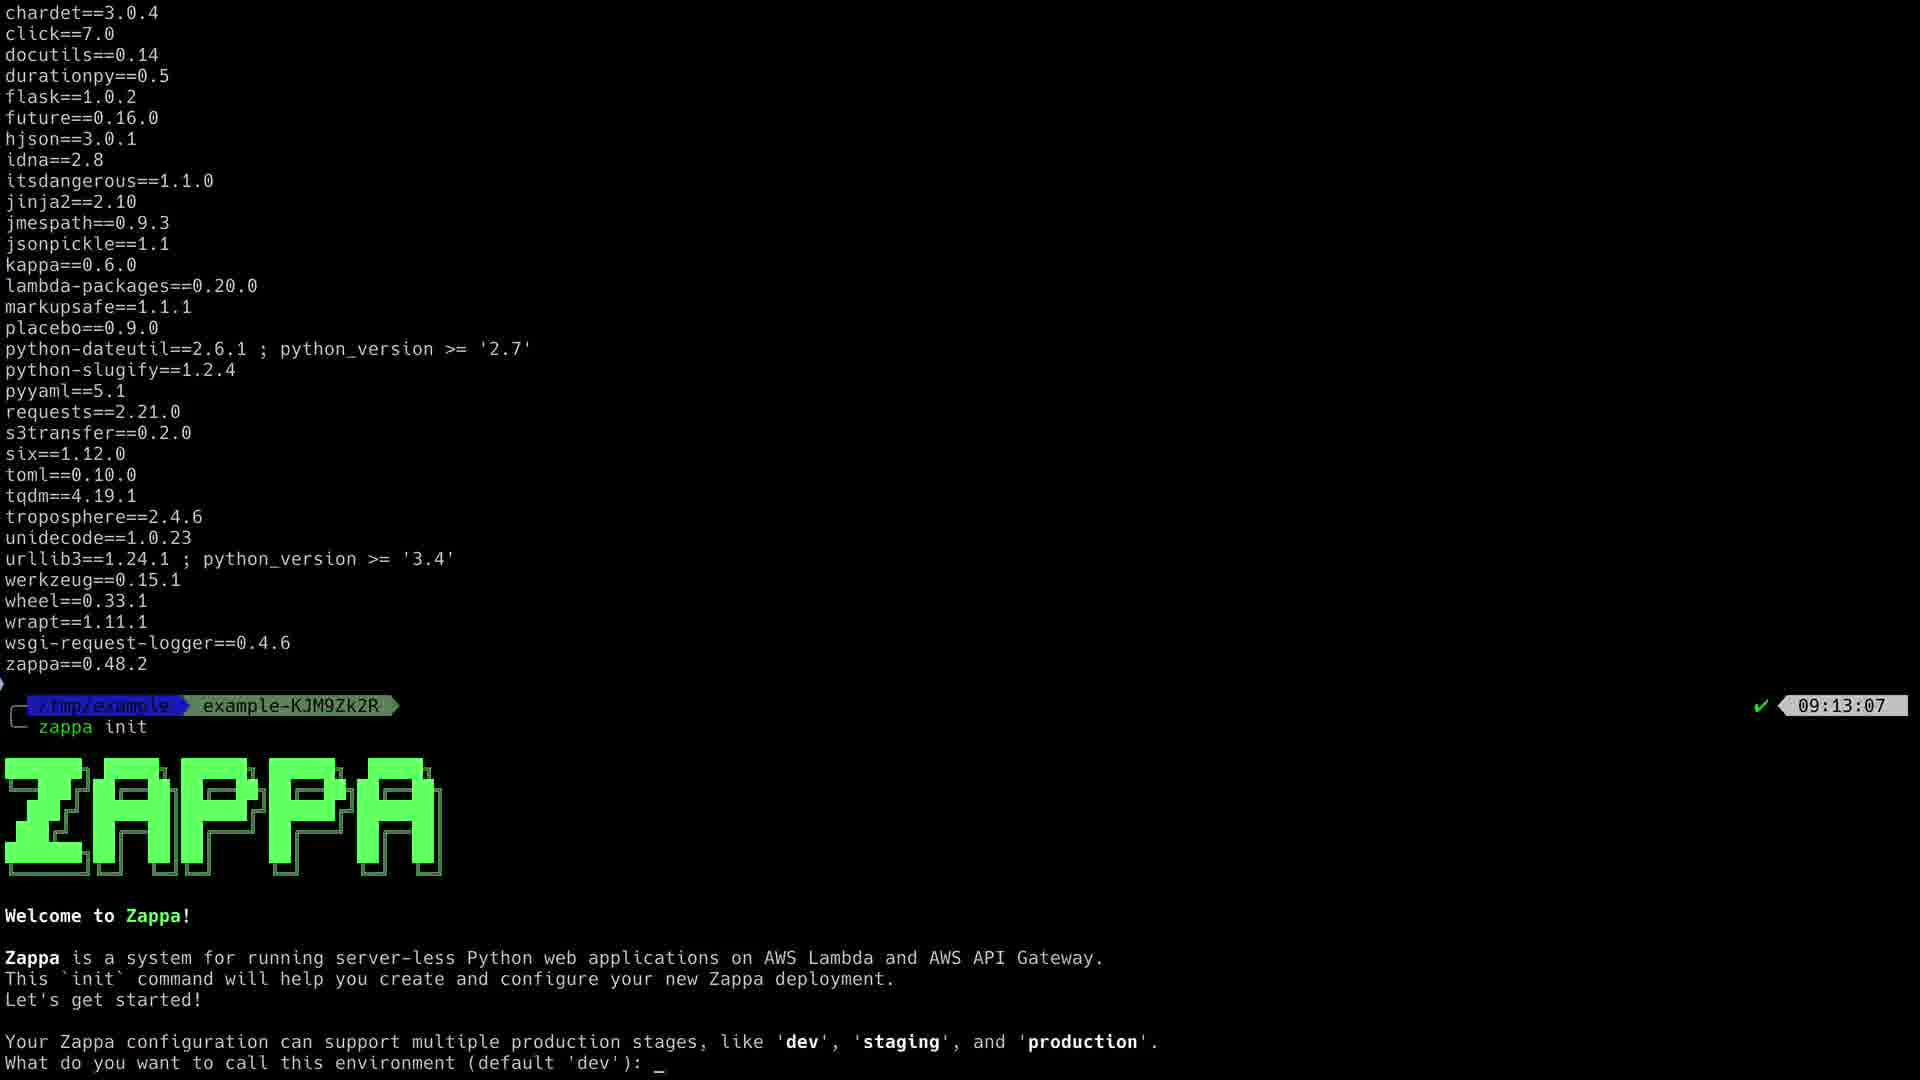 chardet==3.0.4
click==7.0
docutils==0.14
durationpy==0.5
flask==1.0.2
future==0.16.0
hjson==3.0.1
idna==2.8
itsdangerous==1.1.0
jinja2==2.10
jmespath==0.9.3
jsonpickle==1.1
kappa==0.6.0
lambda-packages==0.20.0
markupsafe==1.1.1
placebo==0.9.0
python-dateutil==2.6.1 ; python_version >= '2.7'
python-slugify==1.2.4
pyyaml==5.1
requests==2.21.0
s3transfer==0.2.0
six==1.12.0
toml==0.10.0
tqdm==4.19.1
troposphere==2.4.6
unidecode==1.0.23
urllib3==1.24.1 ; python_version >= '3.4'
werkzeug==0.15.1
wheel==0.33.1
wrapt==1.11.1
wsgi-request-logger==0.4.6
zappa==0.48.2
/tmp/example example-KJM9Zk2R ✔ 09:13:07
zappa init
ZAPPA
Welcome to Zappa!
Zappa is a system for running server-less Python web applications on AWS Lambda and AWS API Gateway.
This `init` command will help you create and configure your new Zappa deployment.
Let's get started!
Your Zappa configuration can support multiple production stages, like 'dev', 'staging', and 'production'.
What do you want to call this environment (default 'dev'): _